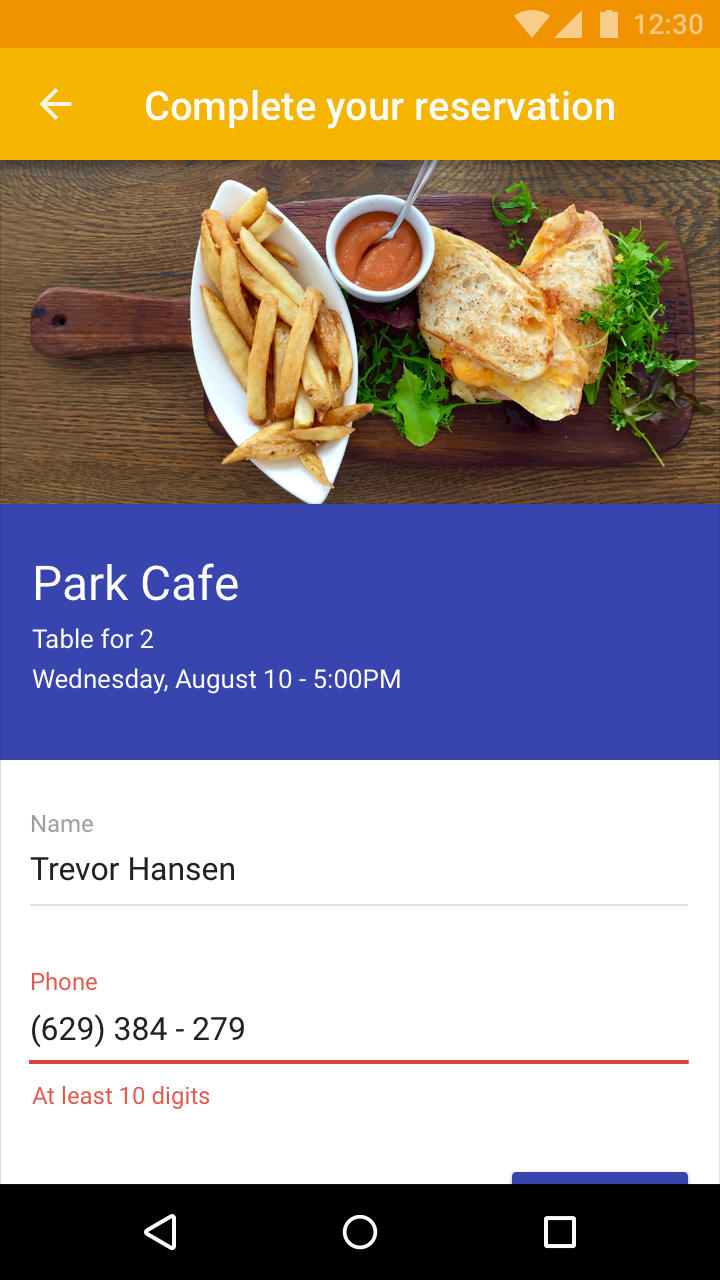 12:30
Complete your reservation
Park Cafe
Table for 2
Wednesday, August 10 - 5:00PM
Name
Trevor Hansen
Phone
(629) 384 - 279
At least 10 digits